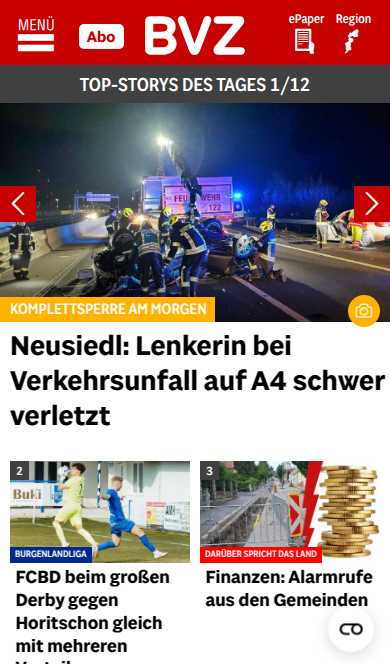 MENÜ
Abo
BVZ
ePaper
Region
TOP-STORYS DES TAGES 1/12
FEUERWEHR
122
KOMPLETTSPERRE AM MORGEN
Neusiedl: Lenkerin bei
Verkehrsunfall auf A4 schwer
verletzt
2
Buki
BURGENLANDLIGA
FCBD beim großen
Derby gegen
Horitschon gleich
mit mehreren
3
DARÜBER SPRICHT DAS LAND
Finanzen: Alarmrufe
aus den Gemeinden